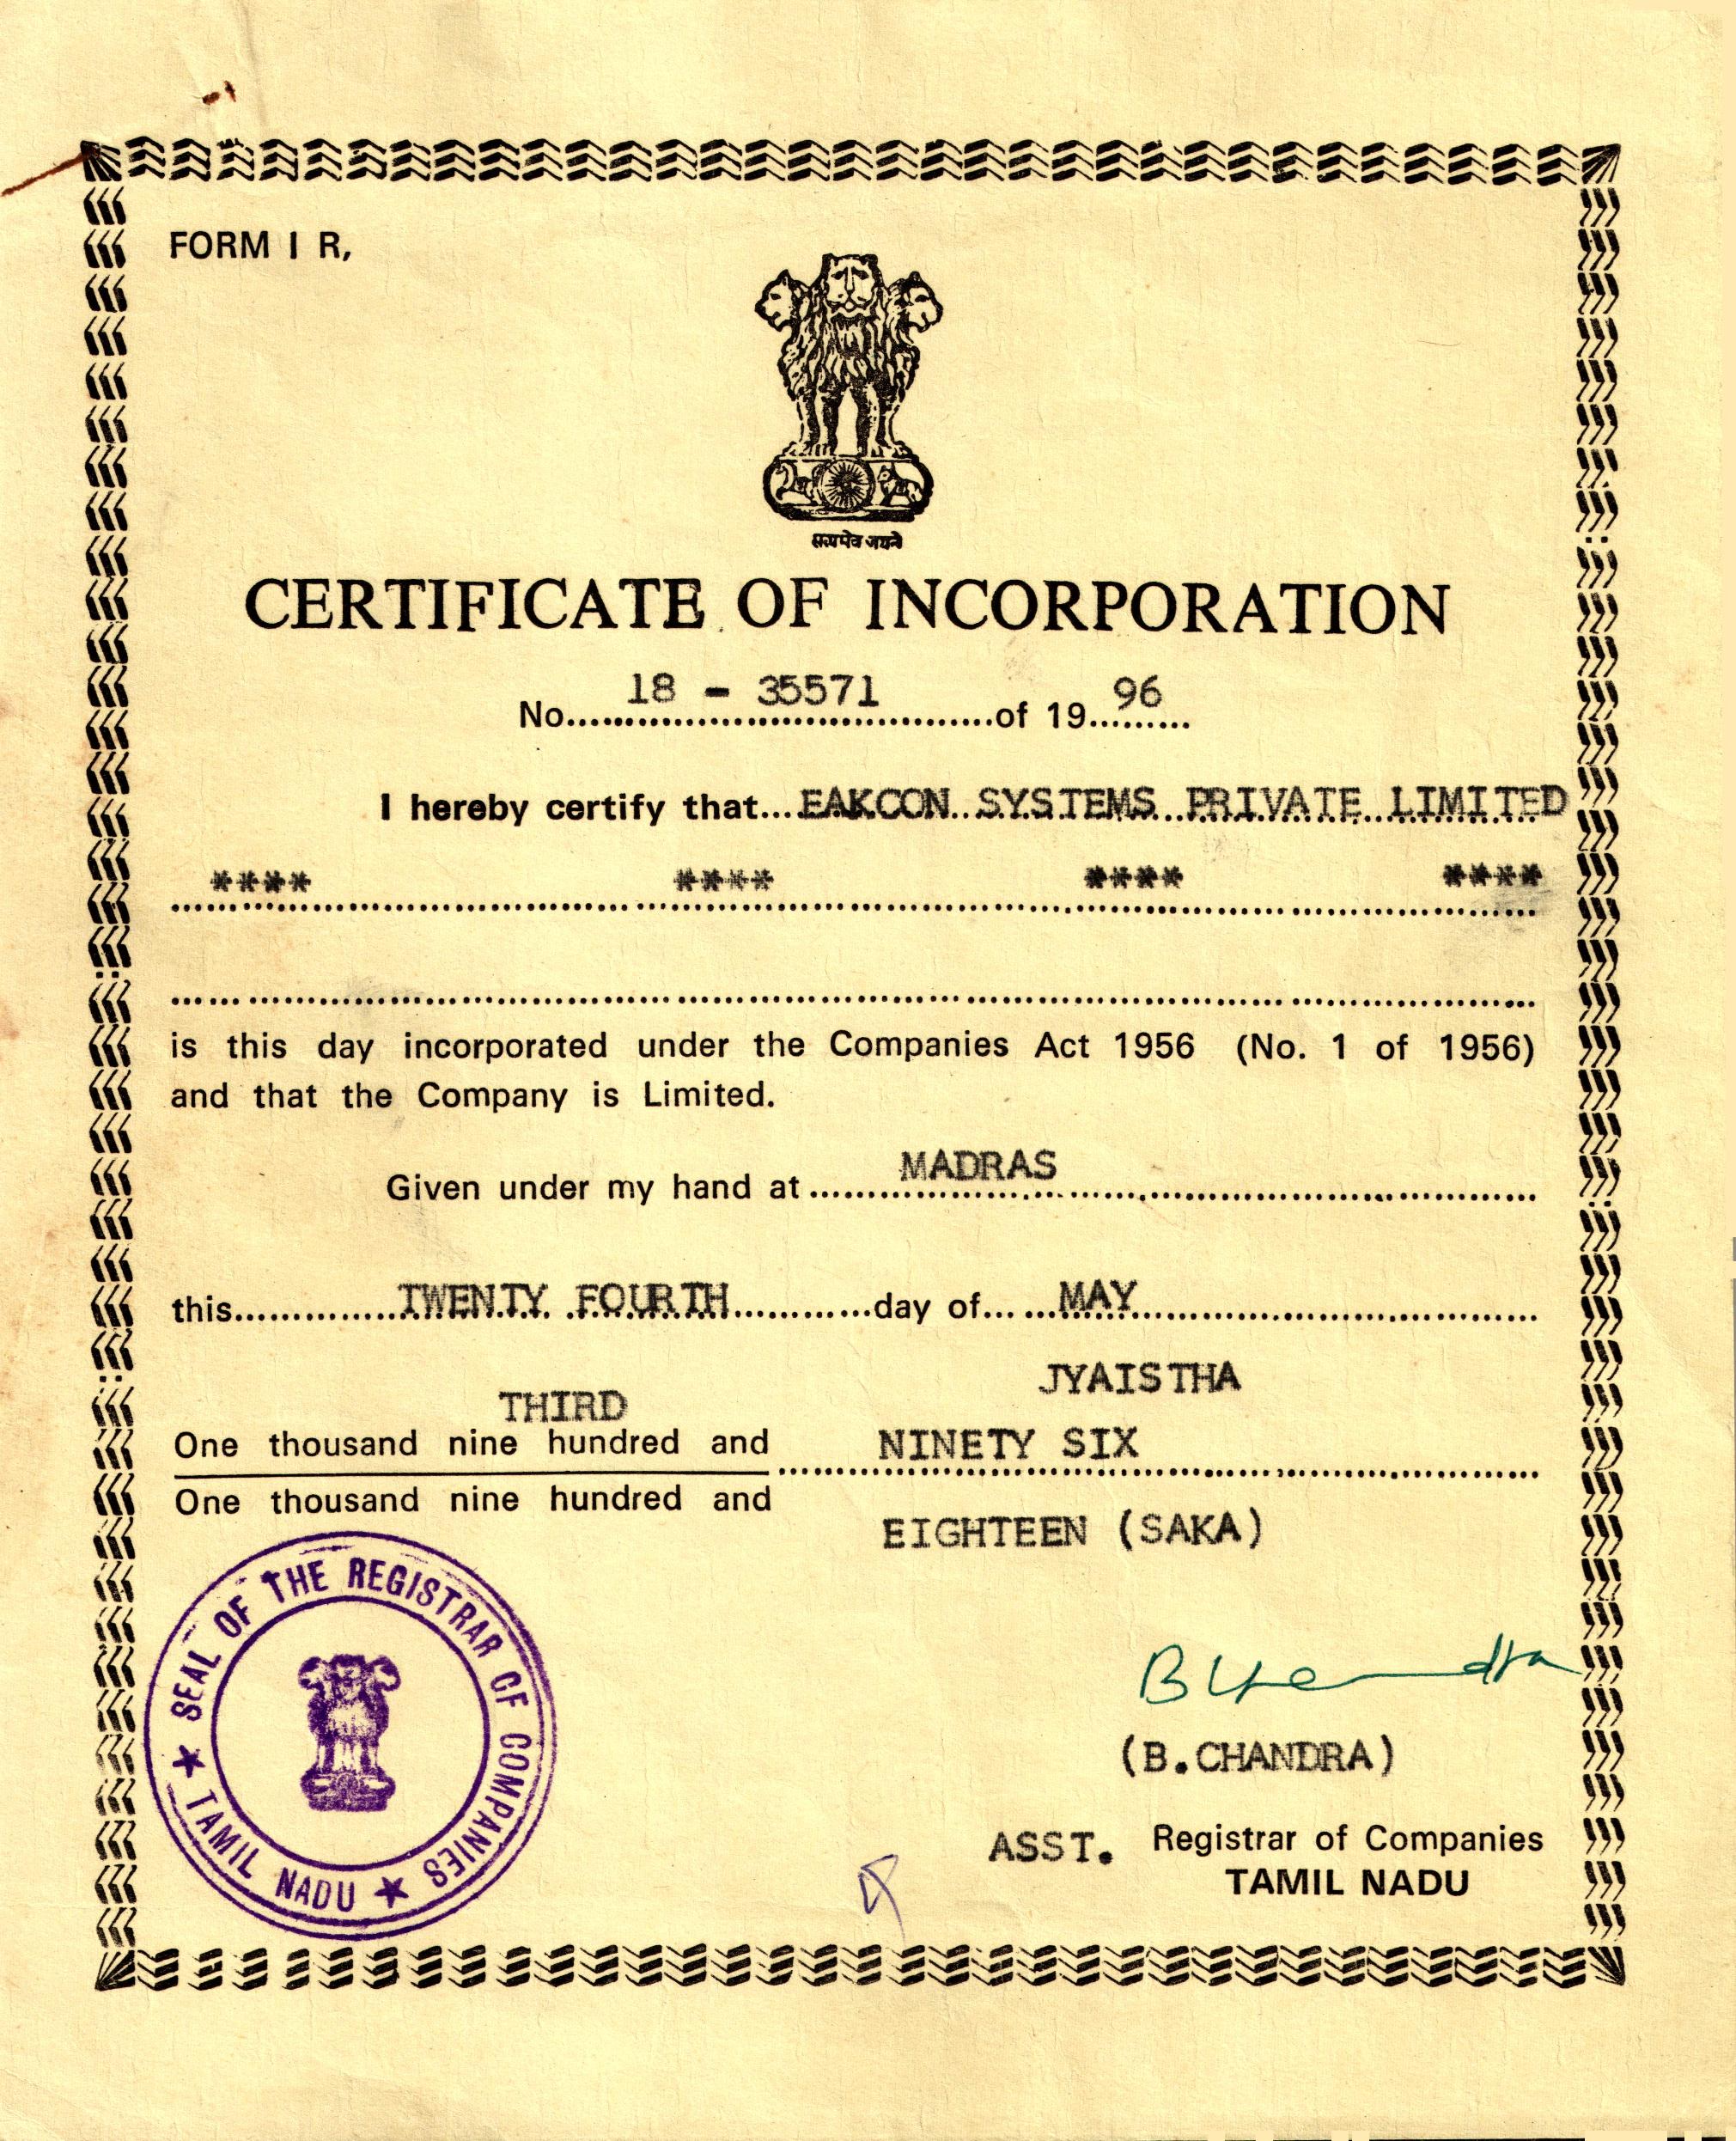 FORM I R,
सत्यमेव जयते
CERTIFICATE OF INCORPORATION
No. 18 - 35571 of 19 96
I hereby certify that EAKCON SYSTEMS PRIVATE LIMITED
**** **** **** ****
is this day incorporated under the Companies Act 1956 (No. 1 of 1956)
and that the Company is Limited.
Given under my hand at MADRAS
this TWENTY FOURTH day of MAY
THIRD JYAISTHA
One thousand nine hundred and NINETY SIX
One thousand nine hundred and EIGHTEEN (SAKA)
SEAL OF THE REGISTRAR OF COMPANIES
★ TAMIL NADU ★
B Chandra
(B.CHANDRA)
ASST. Registrar of Companies
TAMIL NADU